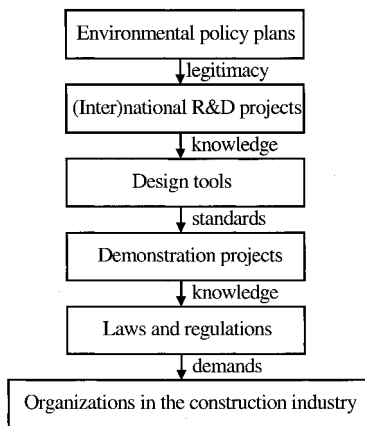 Environmental policy plans
legitimacy
(Inter)national R&D projects
knowledge
Design tools
standards
Demonstration projects
knowledge
Laws and regulations
demands
Organizations in the construction industry